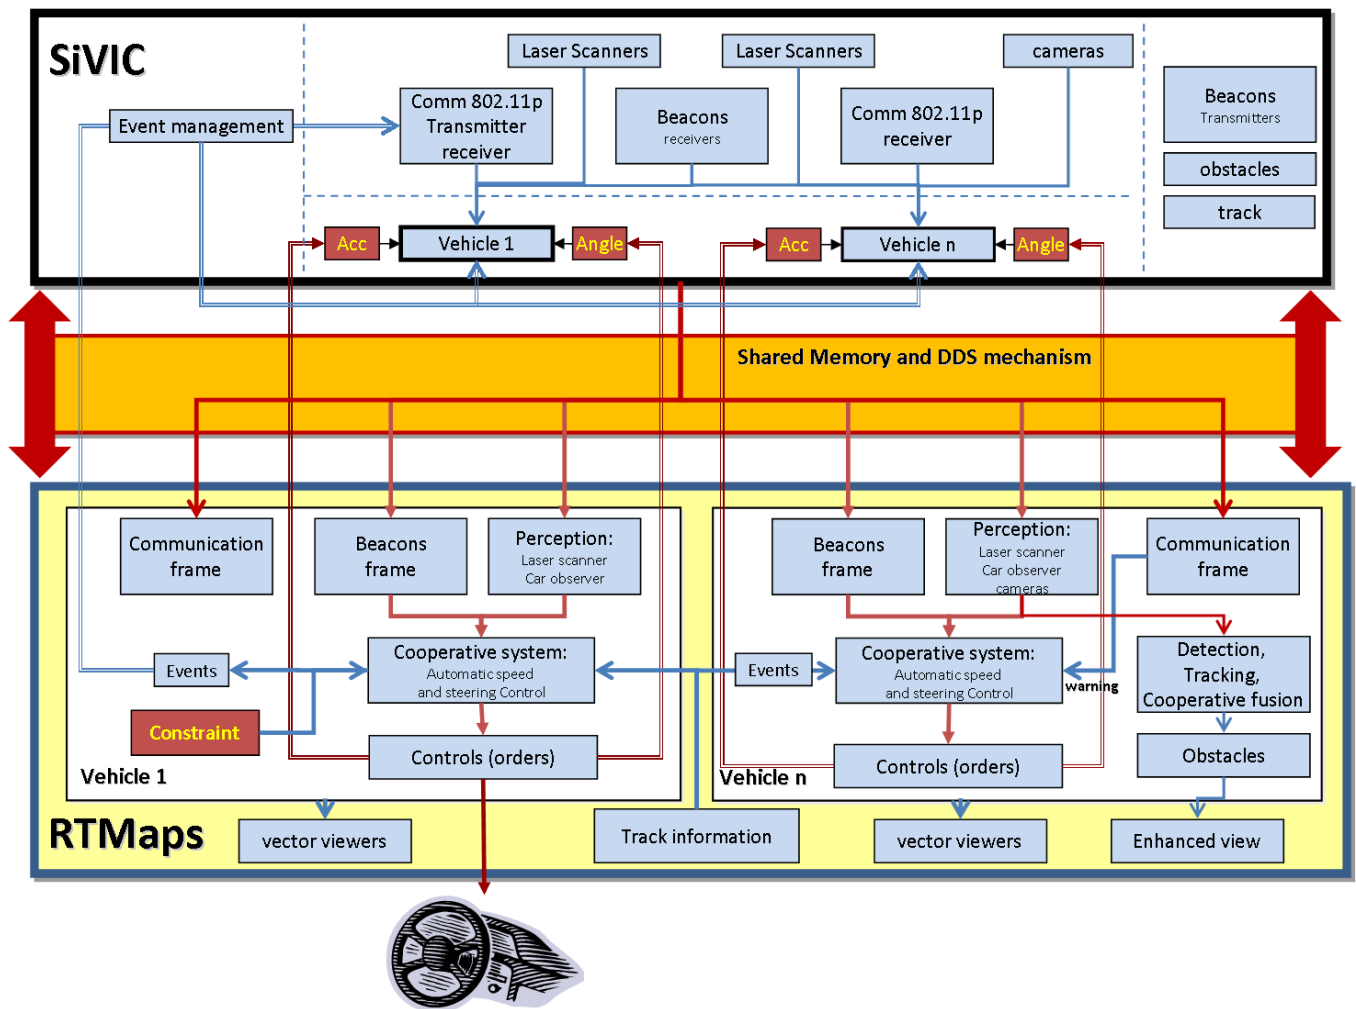 SiVIC
Laser Scanners
Laser Scanners
cameras
Event management
Comm 802.11p
Transmitter
receiver
Beacons
receivers
Comm 802.11p
receiver
Beacons
Transmitters
obstacles
track
Acc
Vehicle 1
Angle
Acc
Vehicle n
Angle
Shared Memory and DDS mechanism
Communication
frame
Beacons
frame
Perception:
Laser scanner
Car observer
Beacons
frame
Perception:
Laser scanner
Car observer
cameras
Communication
frame
Events
Cooperative system:
Automatic speed
and steering Control
Events
Cooperative system:
Automatic speed
and steering Control
warning
Detection,
Tracking,
Cooperative fusion
Constraint
Controls (orders)
Controls (orders)
Obstacles
Vehicle 1
Vehicle n
RTMaps
vector viewers
Track information
vector viewers
Enhanced view